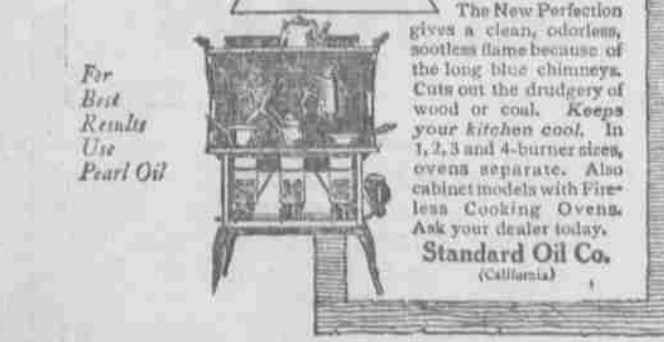 For
Best
Results
Use
Pearl Oil
The New Perfection
gives a clean, odorless,
sootless flame because of
the long blue chimneys.
Cuts out the drudgery of
wood or coal. Keeps
your kitchen cool. In
1, 2, 3 and 4-burner sizes,
ovens separate. Also
cabinet models with Fire-
less Cooking Ovens.
Ask your dealer today.
Standard Oil Co.
(California)